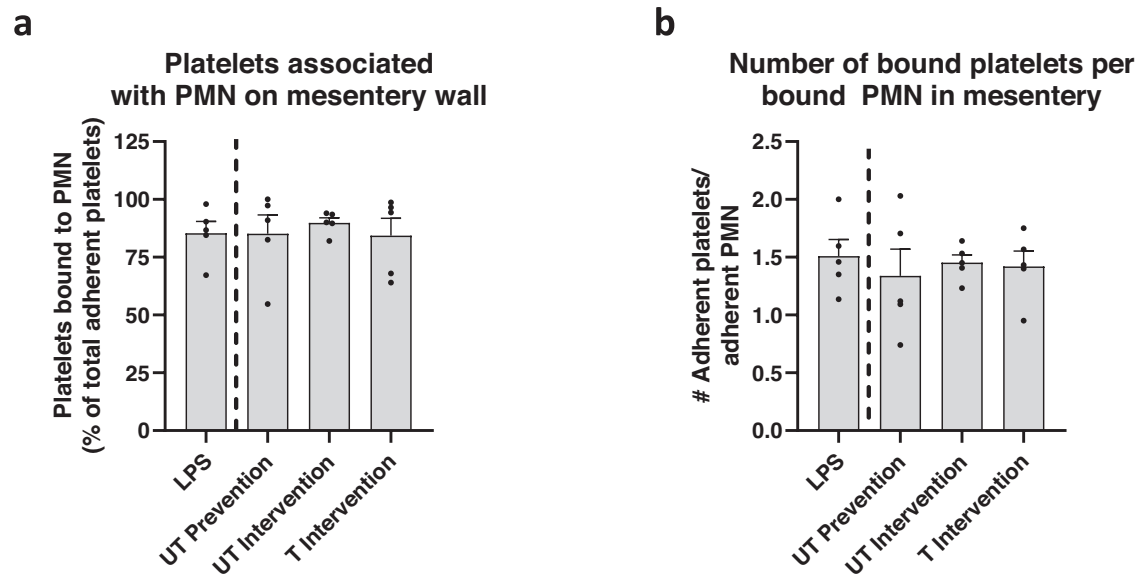 a
Platelets associated
with PMN on mesentery wall
Platelets bound to PMN
(% of total adherent platelets)
125
100
75
50
25
0
LPS
UT Prevention
UT Intervention
T Intervention
b
Number of bound platelets per
bound PMN in mesentery
# Adherent platelets/
adherent PMN
2.5
2.0
1.5
1.0
0.5
0.0
LPS
UT Prevention
UT Intervention
T Intervention